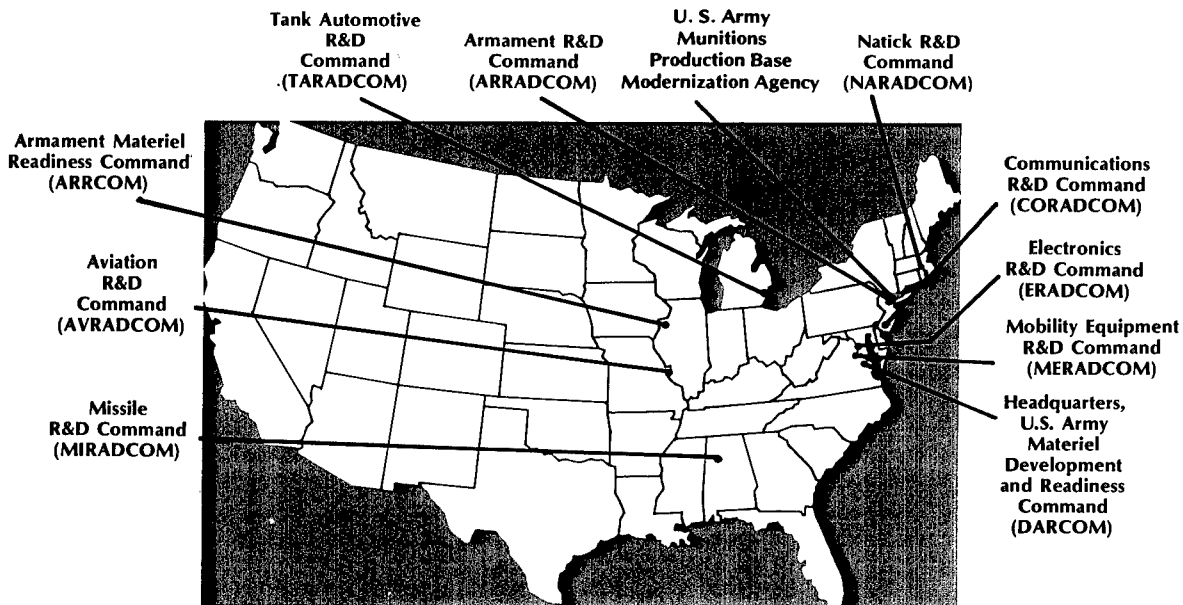 Tank Automotive
R&D
Command
(TARADCOM)
Armament R&D
Command
(ARRADCOM)
U. S. Army
Munitions
Production Base
Modernization Agency
Natick R&D
Command
(NARADCOM)
Armament Materiel
Readiness Command
(ARRCOM)
Aviation
R&D
Command
(AVRADCOM)
Missile
R&D Command
(MIRADCOM)
Communications
R&D Command
(CORADCOM)
Electronics
R&D Command
(ERADCOM)
Mobility Equipment
R&D Command
(MERADCOM)
Headquarters,
U.S. Army
Materiel
Development
and Readiness
Command
(DARCOM)